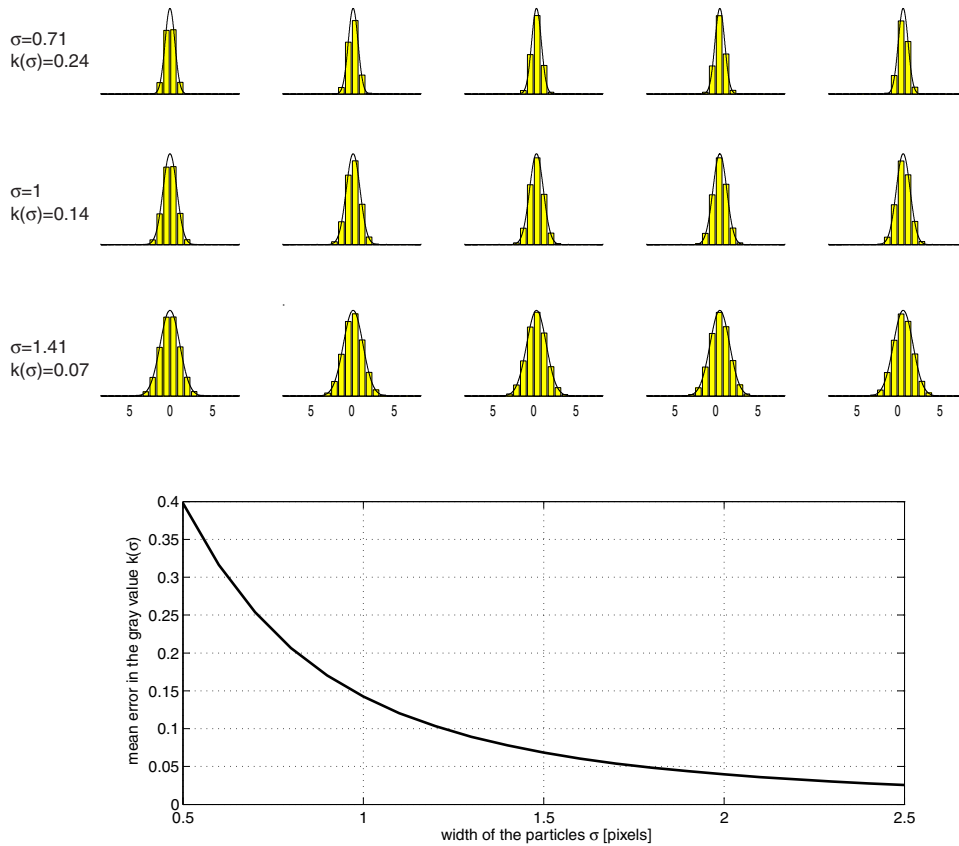 σ=0.71
k(σ)=0.24
σ=1
k(σ)=0.14
σ=1.41
k(σ)=0.07
5 0 5 5 0 5 5 0 5 5 0 5 5 0 5
0.4
0.35
0.3
0.25
0.2
0.15
0.1
0.05
0
mean error in the gray value k(σ)
0.5 1 1.5 2 2.5
width of the particles σ [pixels]